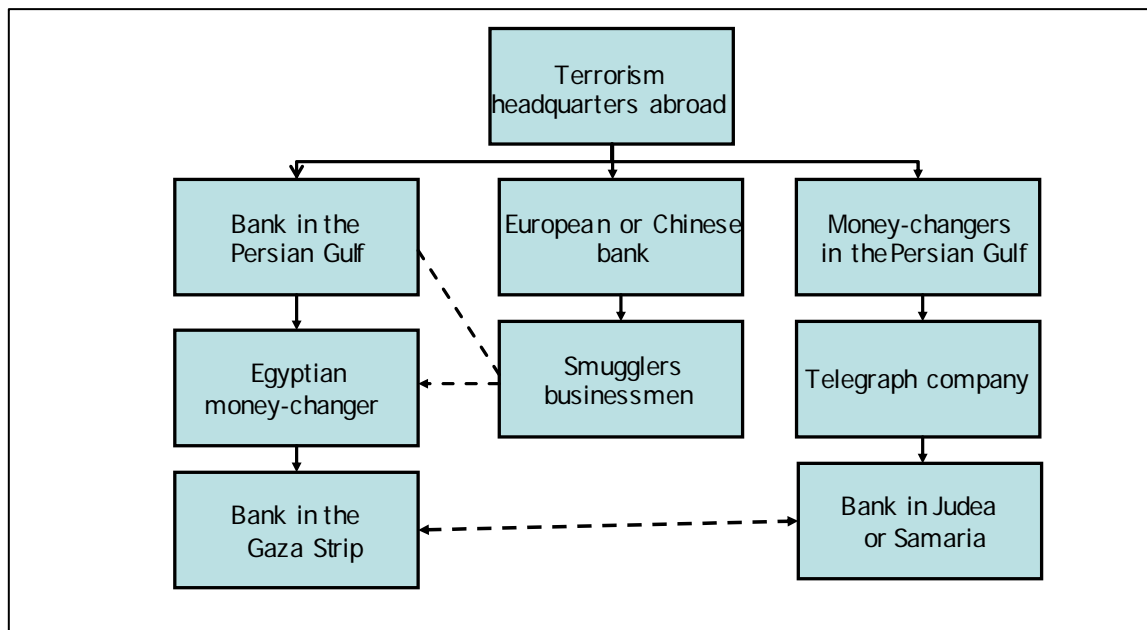 Terrorism
headquarters abroad
Bank in the
Persian Gulf
European or Chinese
bank
Money-changers
in the Persian Gulf
Egyptian
money-changer
Smugglers
businessmen
Telegraph company
Bank in the
Gaza Strip
Bank in Judea
or Samaria